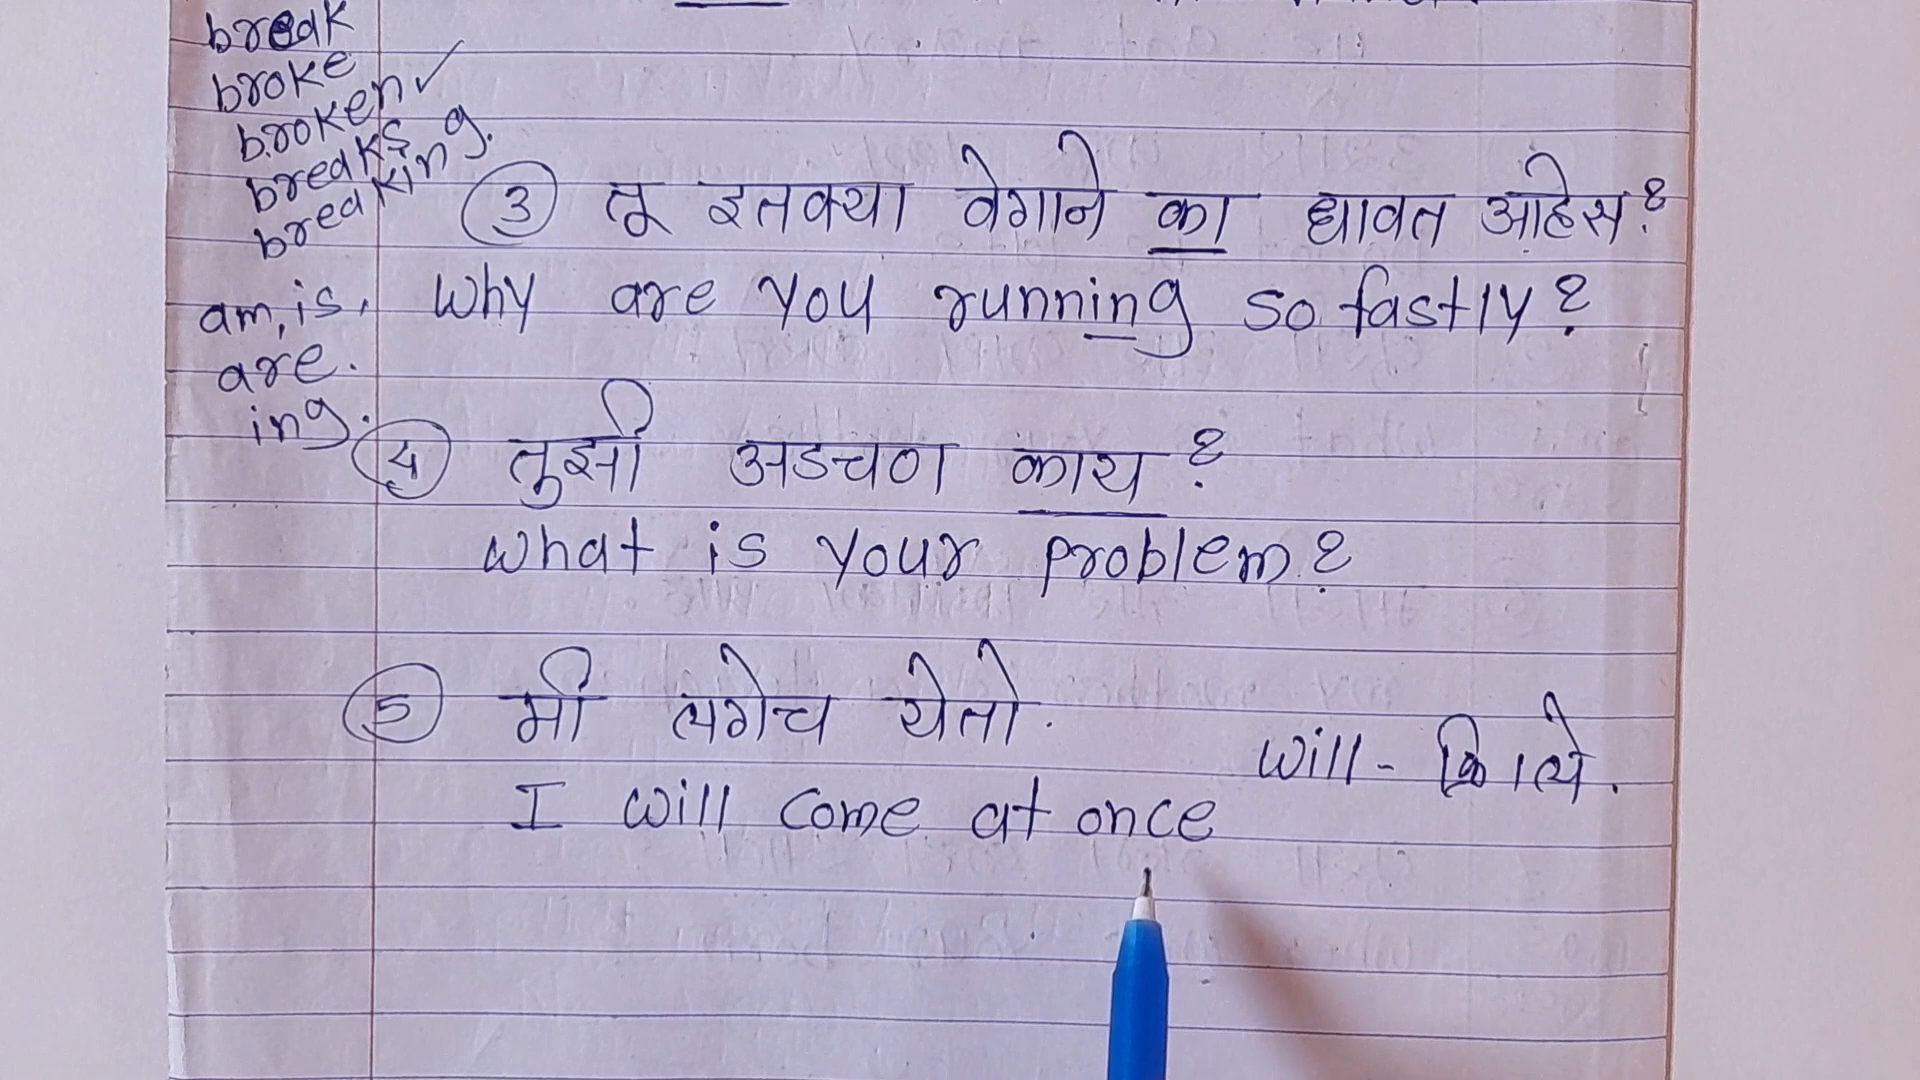 break
broke
broken ✓
breaks
breaking.
③ तू इतक्या वेगाने का धावत आहेस?
am, is, are. ing.
Why are you running so fastly?
④ तुझी अडचण काय?
What is your problem?
⑤ मी लगेच येतो.
will -
I will come at once